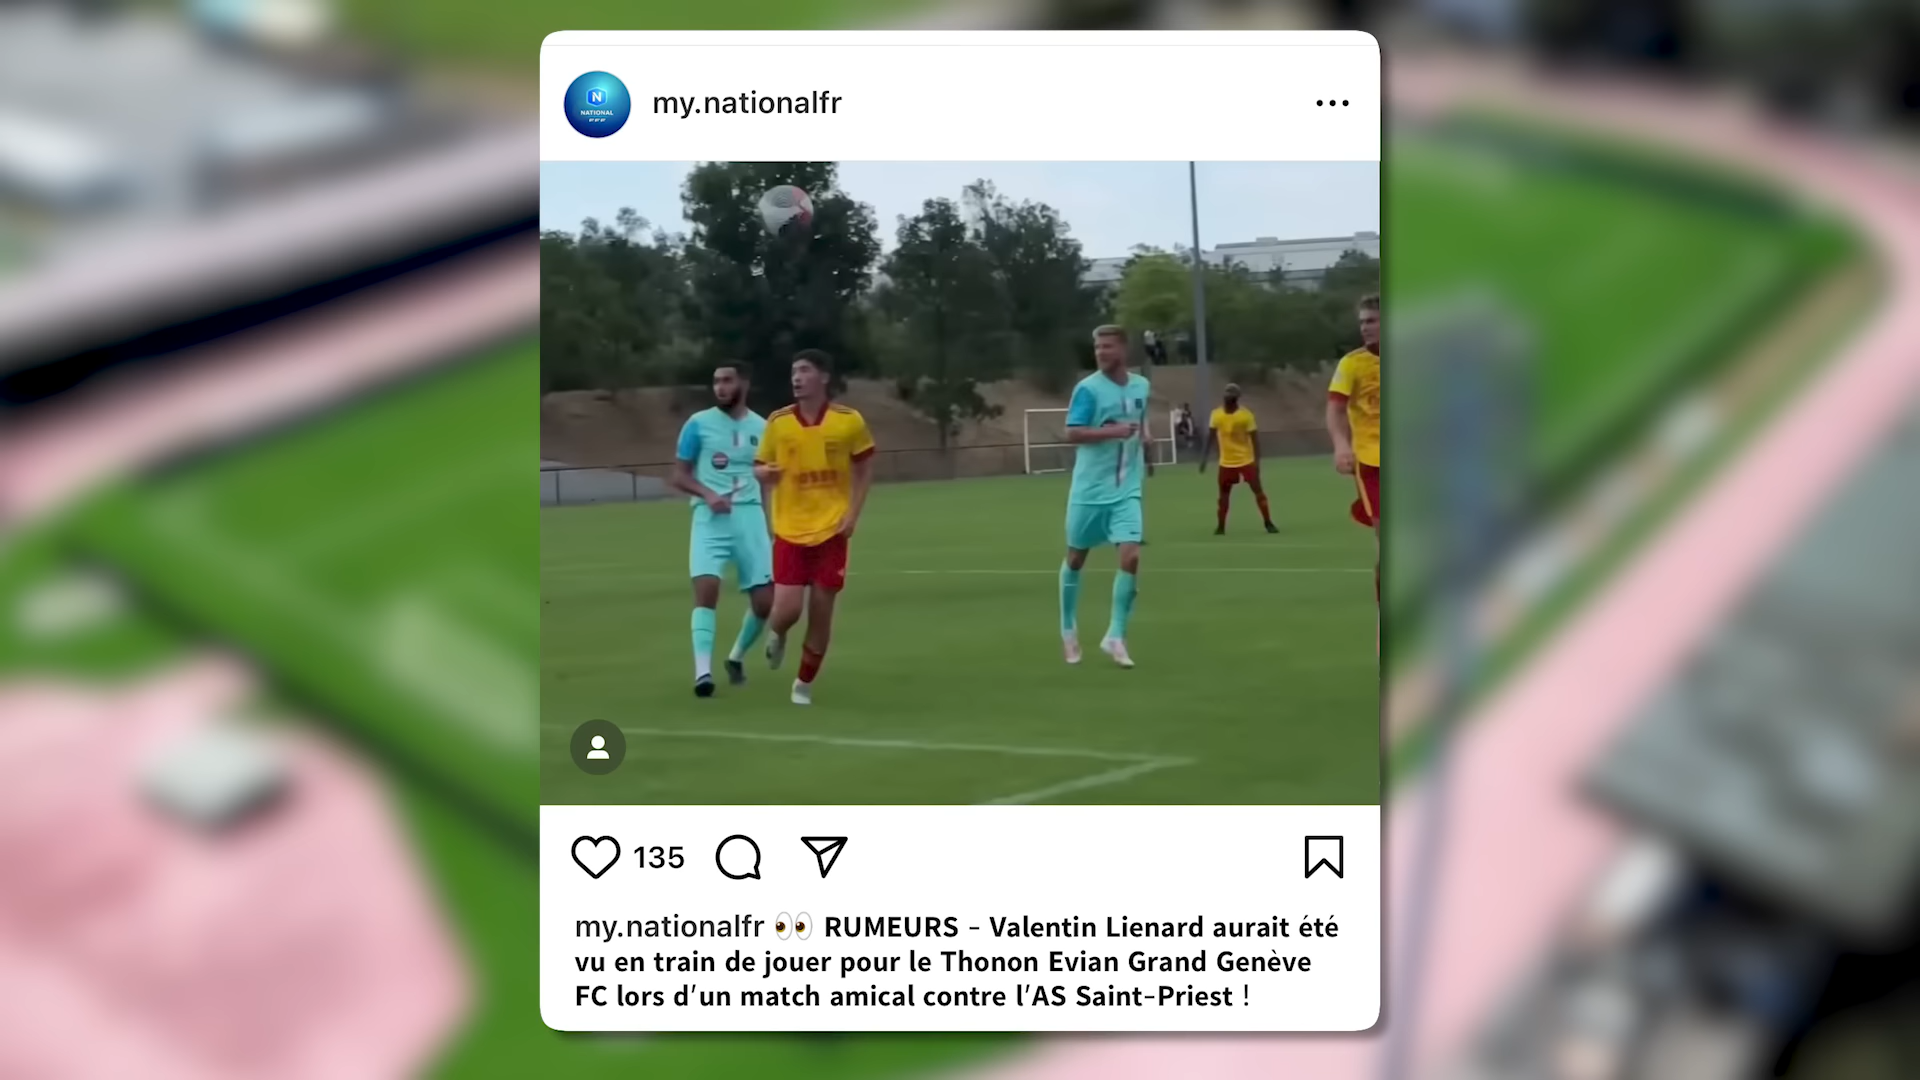 N
NATIONAL
my.nationalfr
135
my.nationalfr 👀 RUMEURS - Valentin Lienard aurait été
vu en train de jouer pour le Thonon Evian Grand Genève
FC lors d'un match amical contre l'AS Saint-Priest !